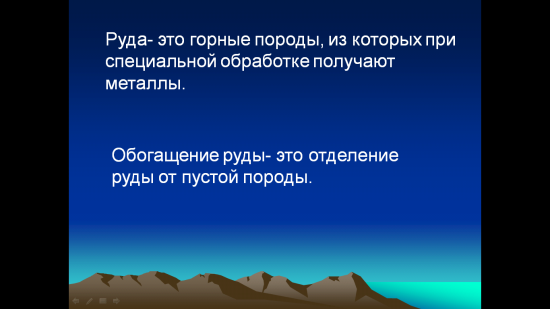 Руда- это горные породы, из которых при
специальной обработке получают
металлы.
Обогащение руды- это отделение
руды от пустой породы.